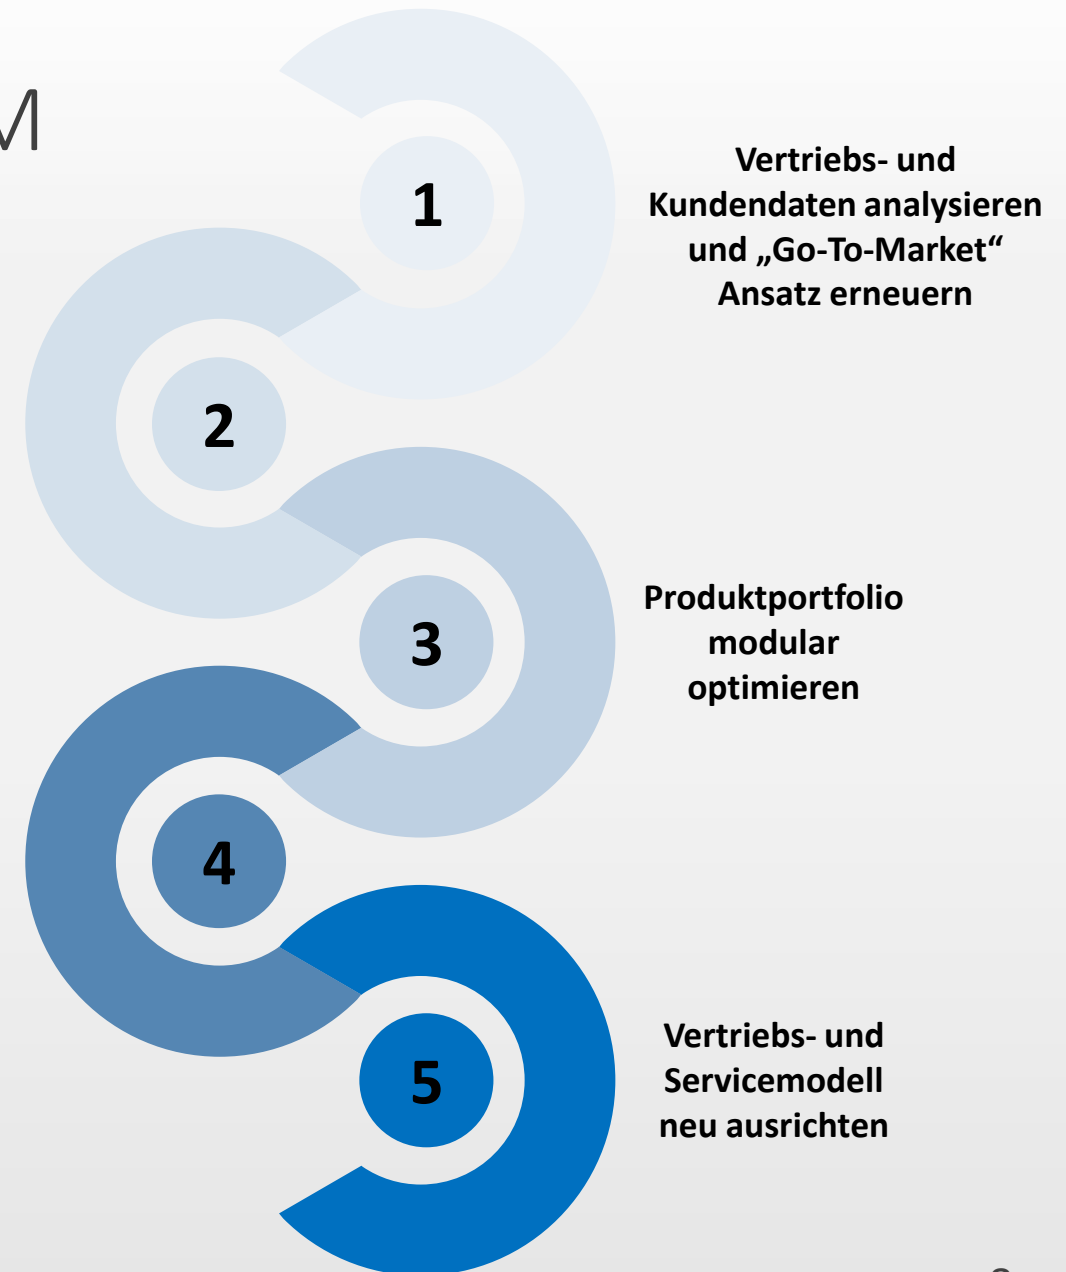 M
1
Vertriebs- und
Kundendaten analysieren
und „Go-To-Market“
Ansatz erneuern
2
3
Produktportfolio
modular
optimieren
4
5
Vertriebs- und
Servicemodell
neu ausrichten